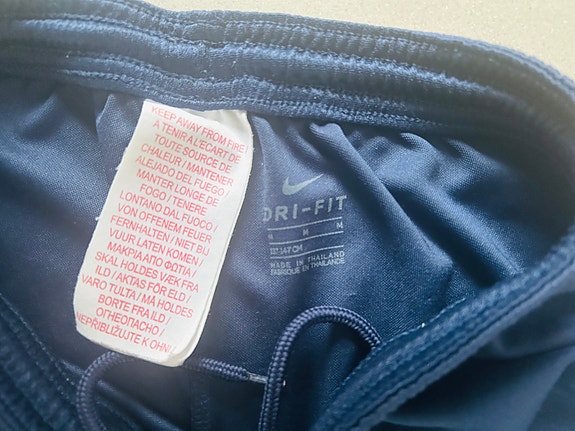 KEEP AWAY FROM FIRE/
À TENIR A L'ECART DE
TOUTE SOURCE DE
CHALEUR / MANTENER
ALEJADO DEL FUEGO /
MANTER LONGE DE
FOGO / TENERE
LONTANO DAL FUOCO /
VON OFFENEM FEUER
FERNHALTEN / NIET BIJ
VUUR LATEN KOMEN /
ΜΑΚΡΙΑ ΑΠΟ ΦΩΤΙΑ /
SKAL HOLDES VÆK FRA
ILD / AKTAS FÖR ELD /
VARO TULTA / MÅ HOLDES
BORTE FRA ILD /
ОГНЕОПАСНО /
NEPŘIBLIŽUJTE K OHNI
DRI-FIT
M M M
MADE IN THAILAND
FABRIQUE EN THAILANDE